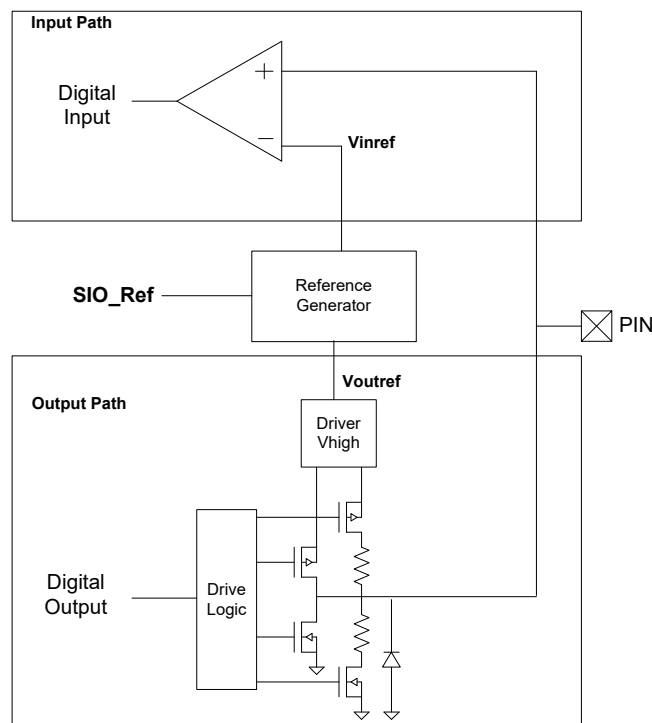 Input Path
+
Digital
Input
−
Vinref
SIO_Ref
Reference
Generator
PIN
Voutref
Output Path
Driver
Vhigh
Digital
Output
Drive
Logic